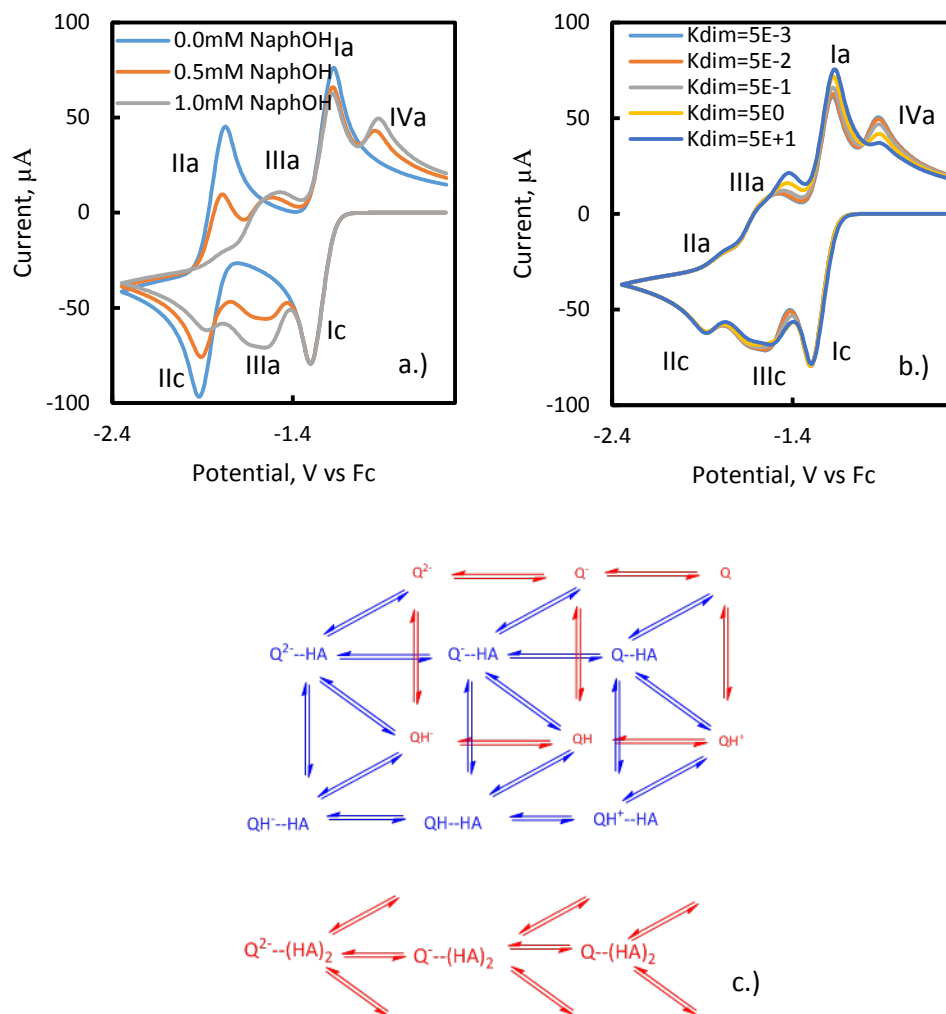 100
50
0
-50
-100
-2.4
-1.4
Current, μA
Potential, V vs Fc
0.0mM NaphOH
0.5mM NaphOH
1.0mM NaphOH
Ia
IVa
IIa
IIIa
IIc
IIIa
Ic
a.)
100
50
0
-50
-100
-2.4
-1.4
Current, μA
Potential, V vs Fc
Kdim=5E-3
Kdim=5E-2
Kdim=5E-1
Kdim=5E0
Kdim=5E+1
Ia
IVa
IIIa
IIa
IIc
IIIc
Ic
b.)
Q²⁻ Q⁻ Q
Q²⁻--HA Q⁻--HA Q--HA
QH⁻ QH QH⁺
QH⁻--HA QH--HA QH⁺--HA
Q²⁻--(HA)₂ Q⁻--(HA)₂ Q--(HA)₂
c.)